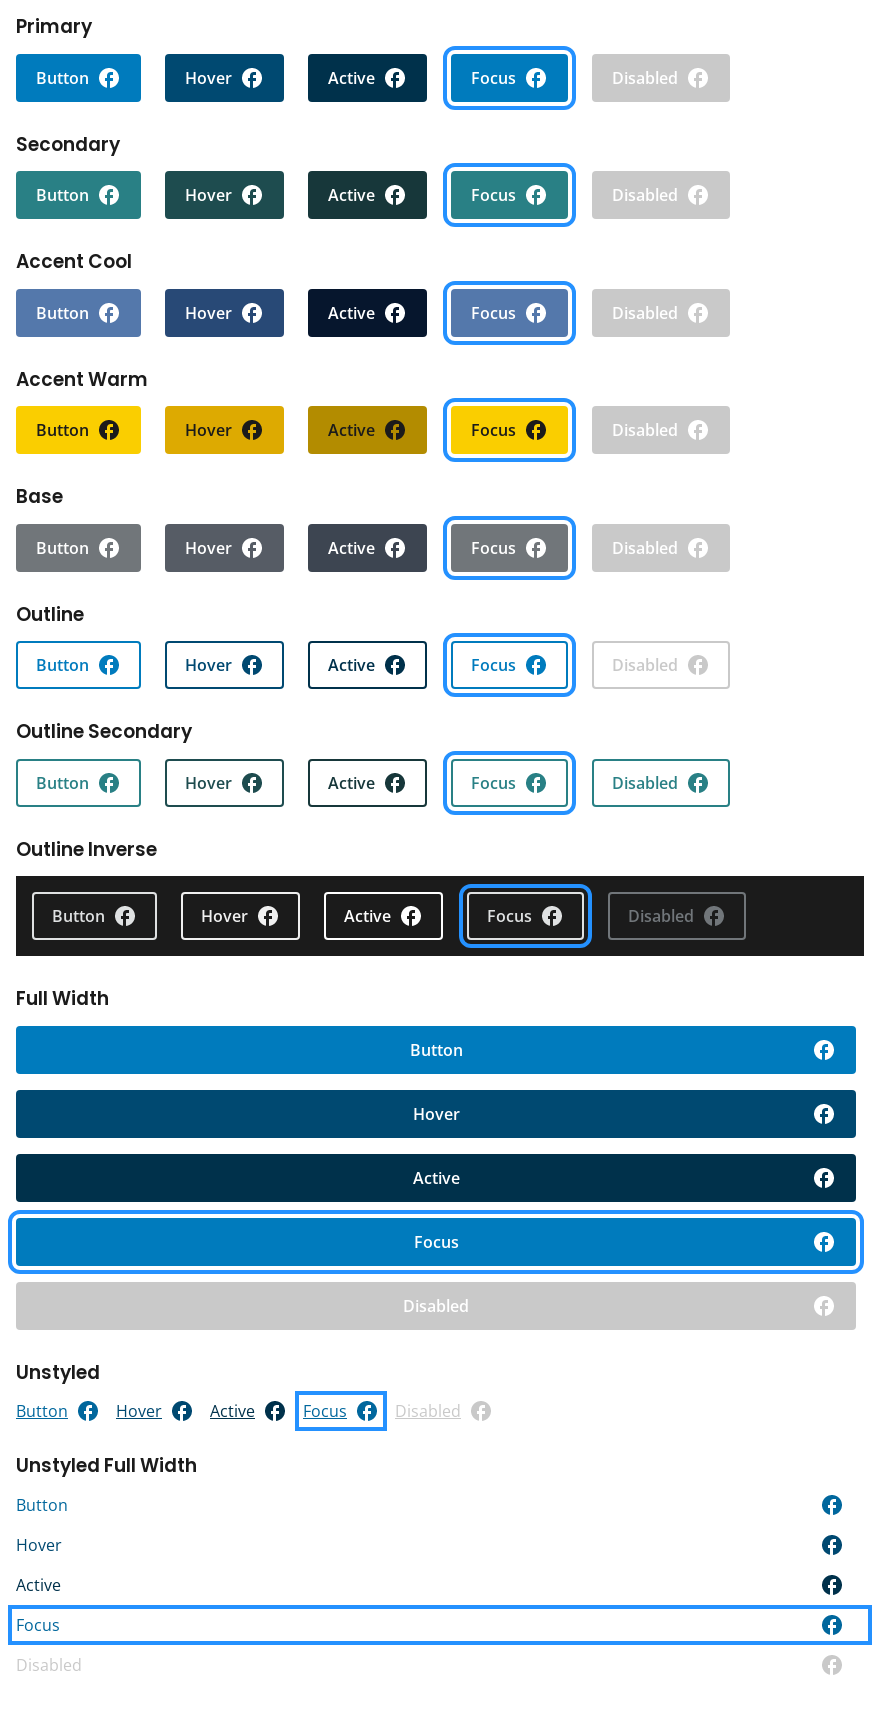 Primary
Button Hover Active Focus Disabled
Secondary
Button Hover Active Focus Disabled
Accent Cool
Button Hover Active Focus Disabled
Accent Warm
Button Hover Active Focus Disabled
Base
Button Hover Active Focus Disabled
Outline
Button Hover Active Focus Disabled
Outline Secondary
Button Hover Active Focus Disabled
Outline Inverse
Button Hover Active Focus Disabled
Full Width
Button
Hover
Active
Focus
Disabled
Unstyled
Button Hover Active Focus Disabled
Unstyled Full Width
Button
Hover
Active
Focus
Disabled